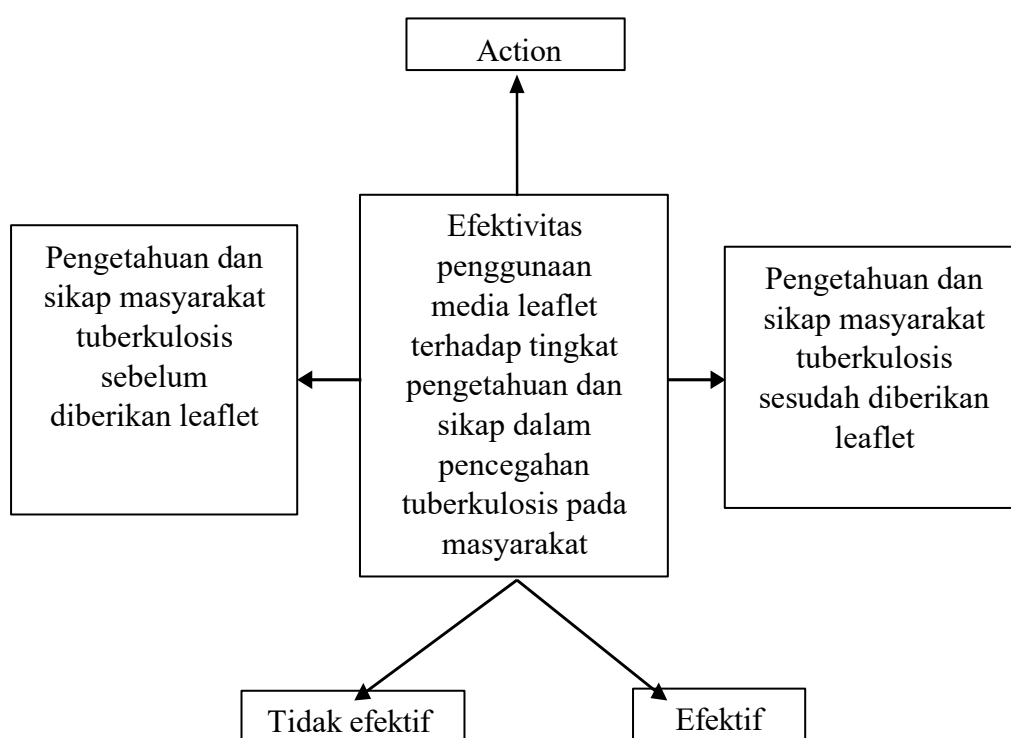 Action
Pengetahuan dan
sikap masyarakat
tuberkulosis
sebelum
diberikan leaflet
Efektivitas
penggunaan
media leaflet
terhadap tingkat
pengetahuan dan
sikap dalam
pencegahan
tuberkulosis pada
masyarakat
Pengetahuan dan
sikap masyarakat
tuberkulosis
sesudah diberikan
leaflet
Tidak efektif
Efektif